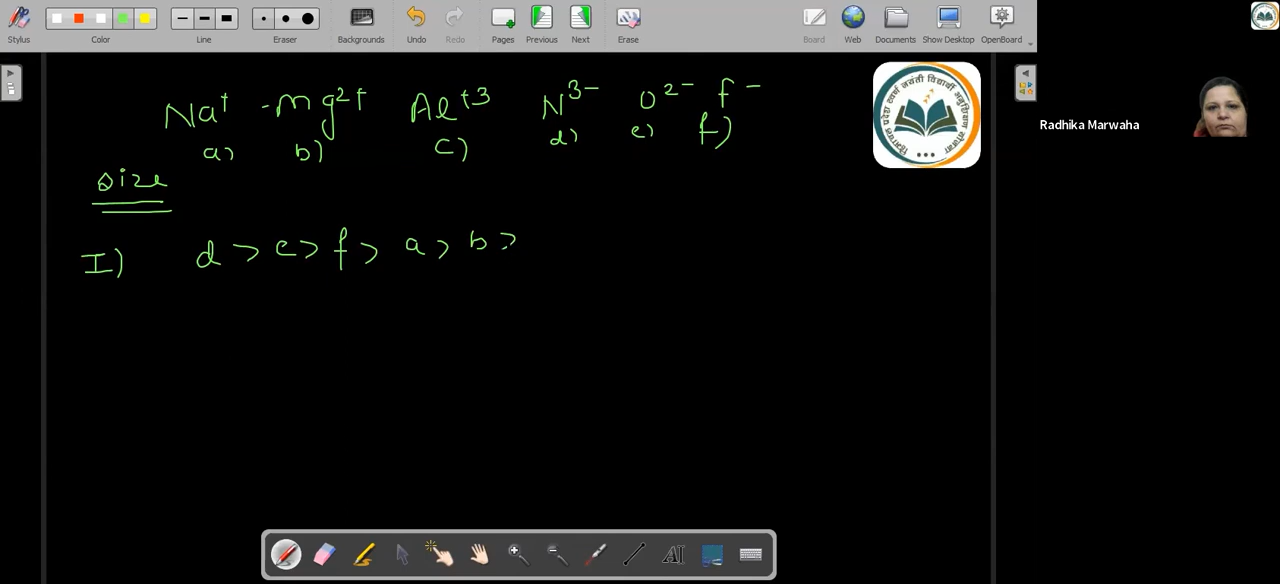 Stylus Color Line Eraser Backgrounds Undo Redo Pages Previous Next Erase Board Web Documents Show Desktop OpenBoard
Na+ -Mg2+ Al+3 N3- O2- f-
a) b) c) d) e) f)
Radhika Marwaha
Size
I) d > e > f > a > b >
AI